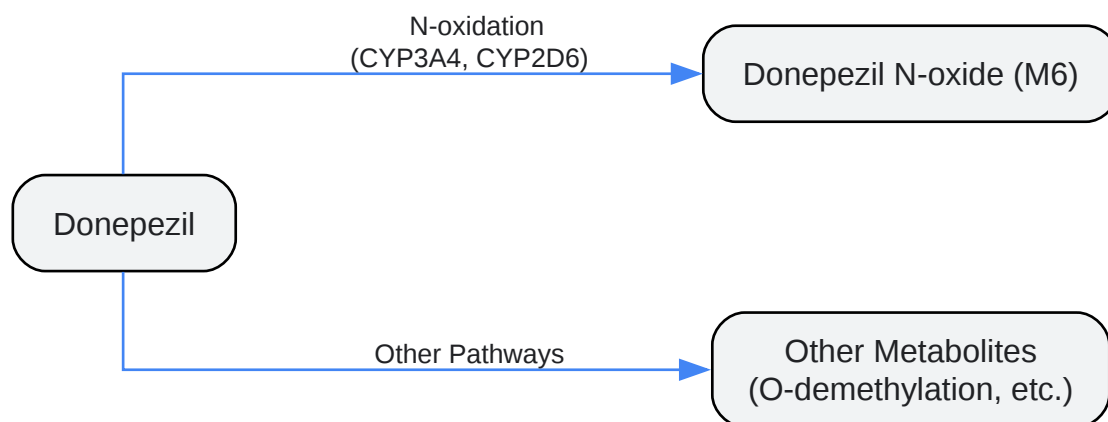 N-oxidation
(CYP3A4, CYP2D6)
Donepezil N-oxide (M6)
Donepezil
Other Pathways
Other Metabolites
(O-demethylation, etc.)